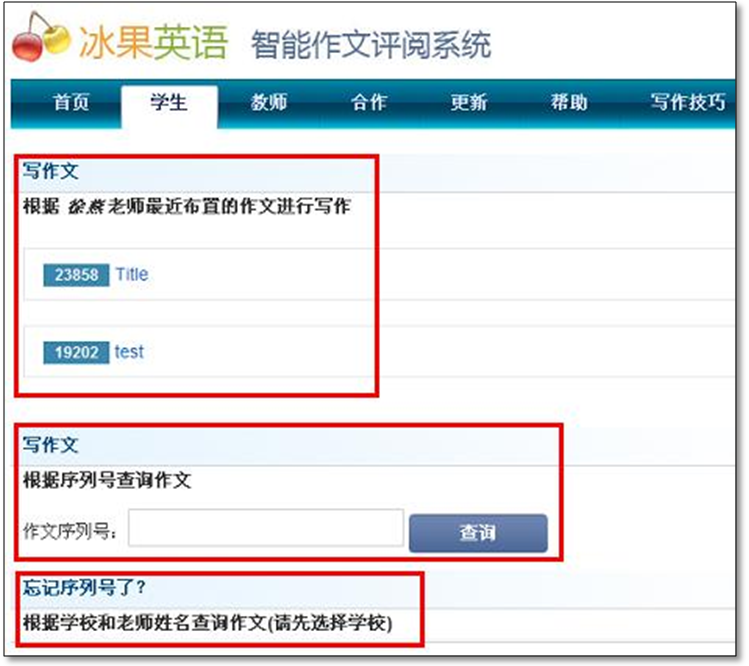 冰果英语 智能作文评阅系统
首页 学生 教师 合作 更新 帮助 写作技巧
写作文
根据 徐燕老师最近布置的作文进行写作
23858 Title
19202 test
写作文
根据序列号查询作文
作文序列号： 查询
忘记序列号了？
根据学校和老师姓名查询作文(请先选择学校)